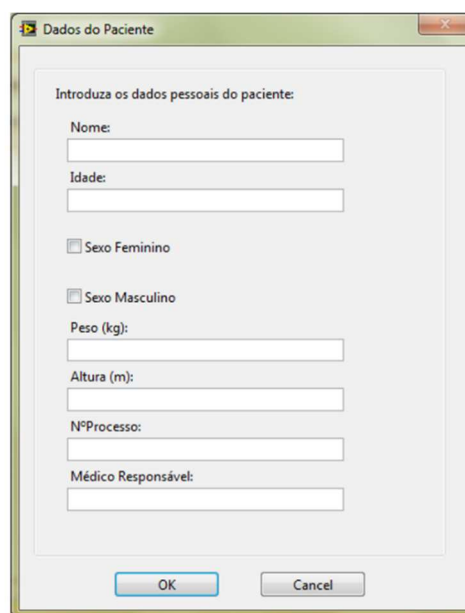 Dados do Paciente
Introduza os dados pessoais do paciente:
Nome:
Idade:
Sexo Feminino
Sexo Masculino
Peso (kg):
Altura (m):
NºProcesso:
Médico Responsável:
OK Cancel